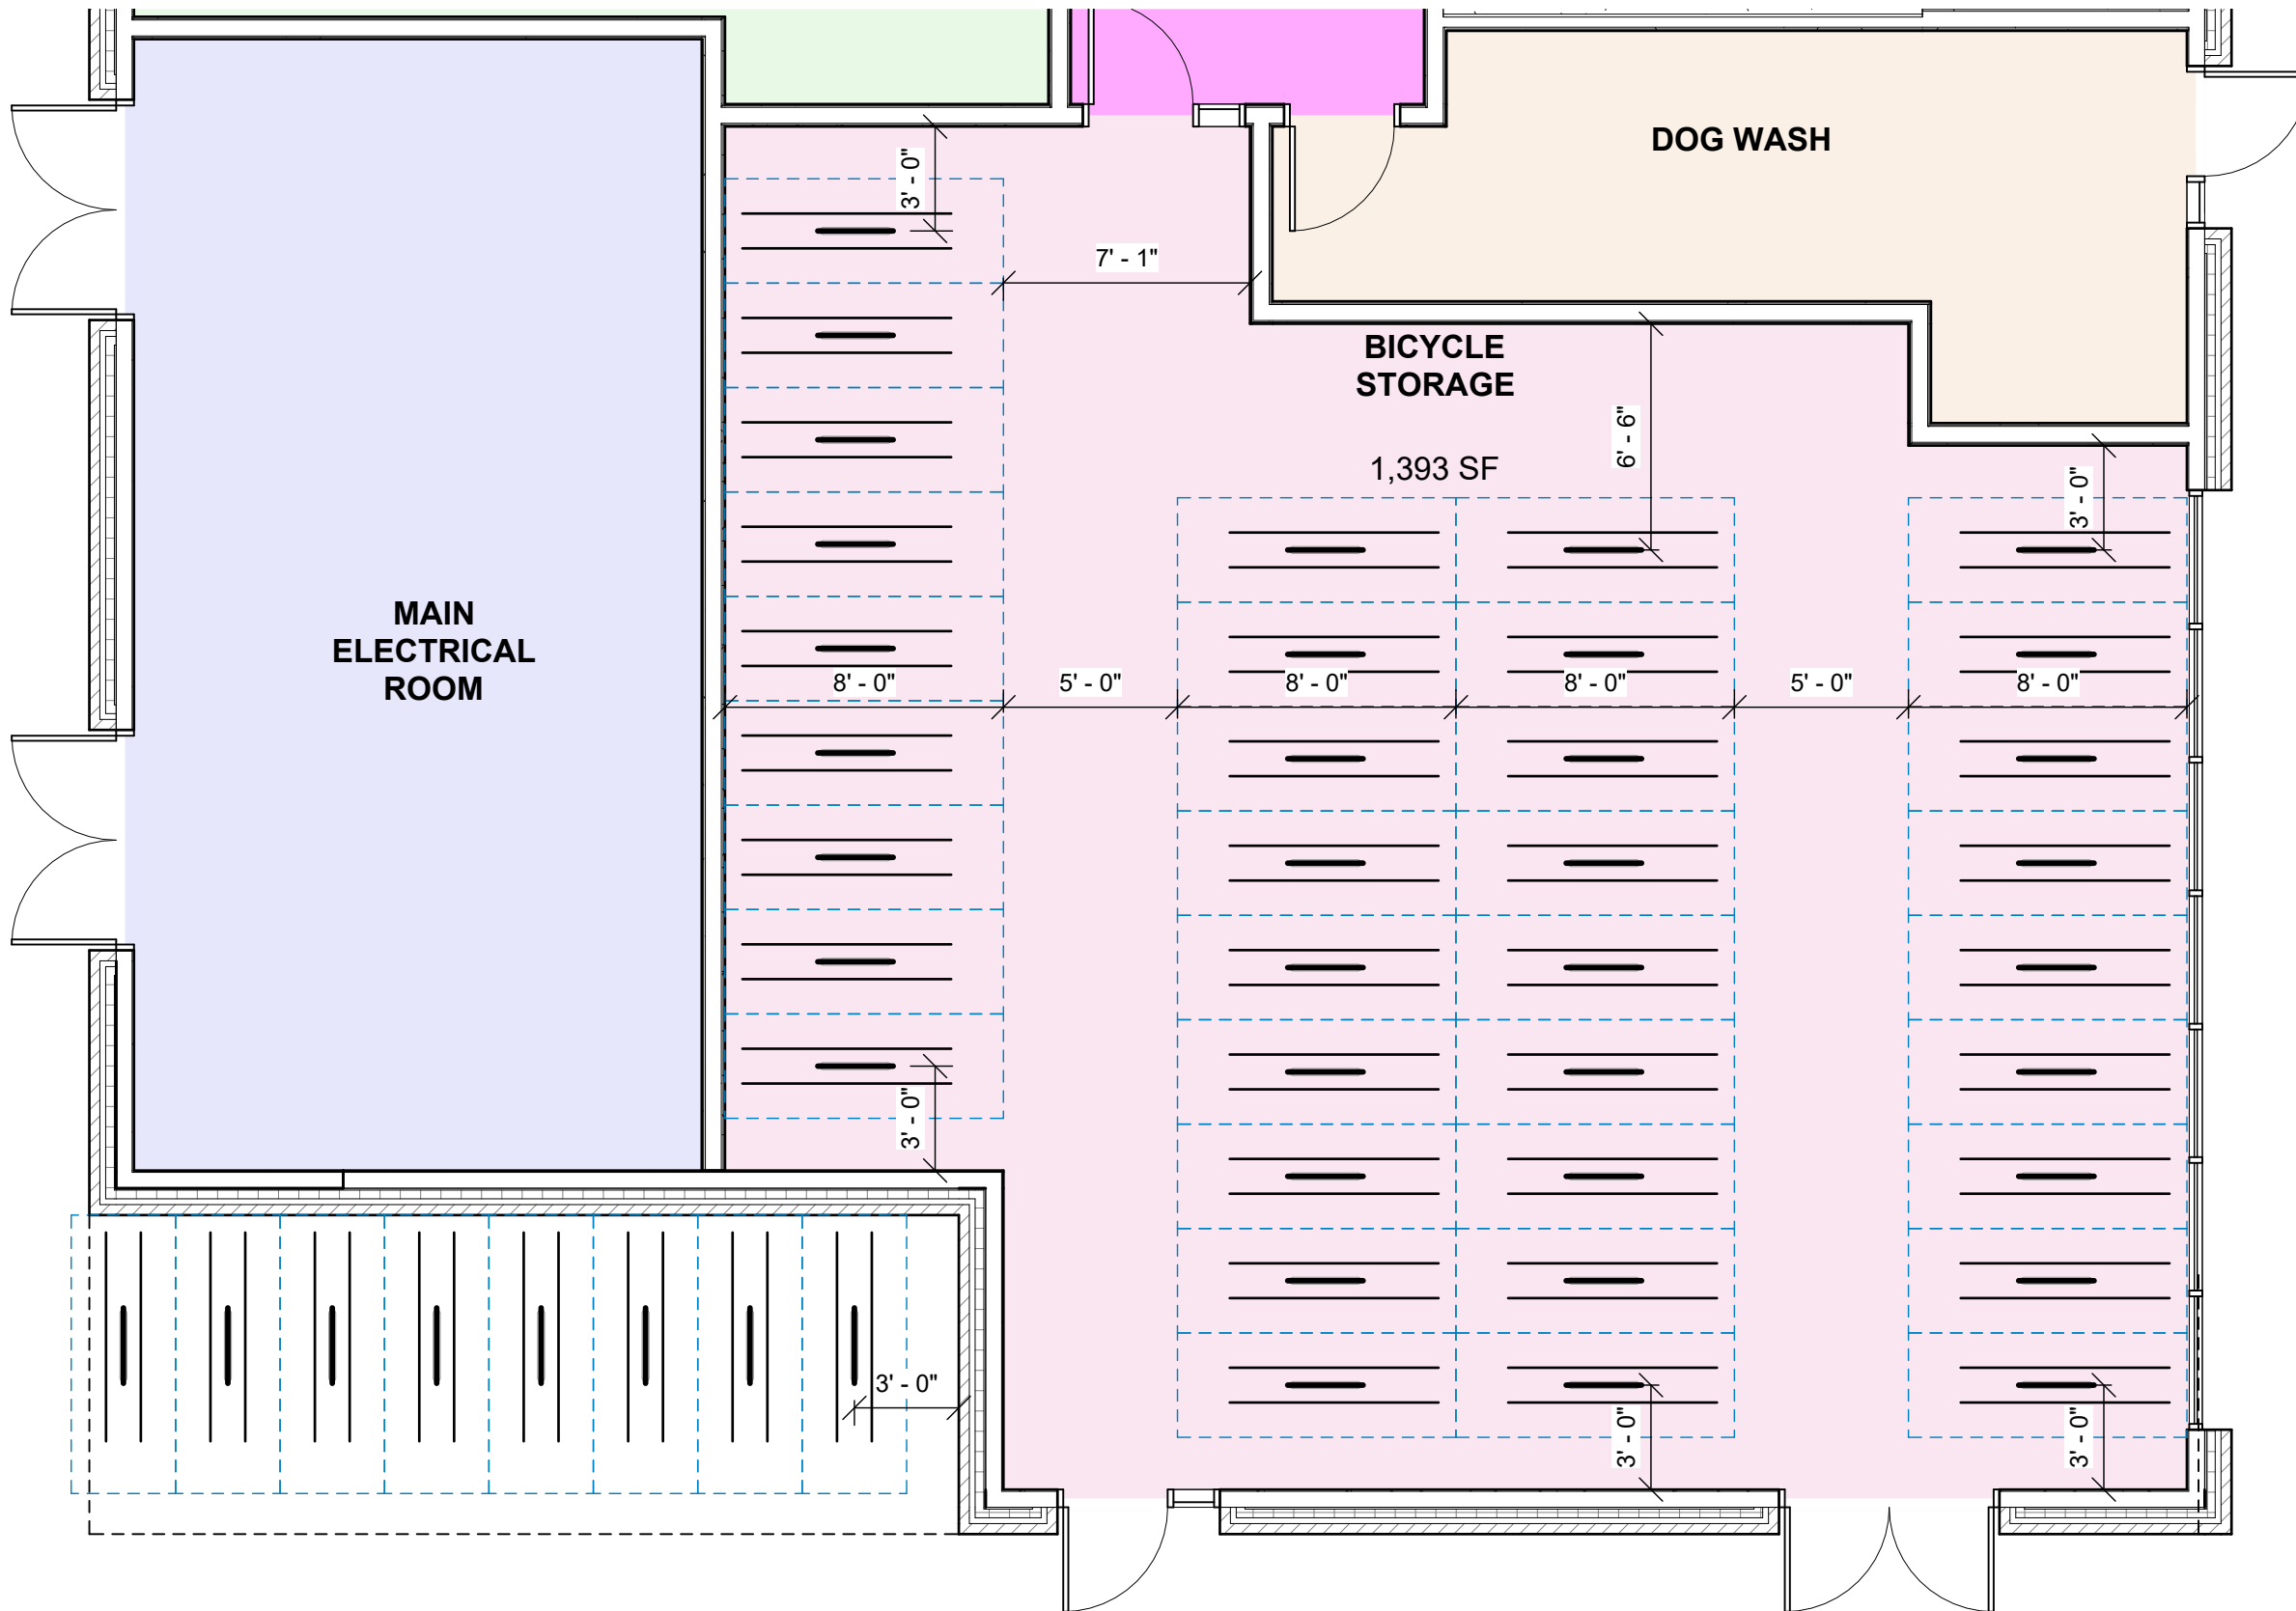 DOG WASH
3' - 0"
7' - 1"
BICYCLE
STORAGE
6' - 6"
1,393 SF
3' - 0"
MAIN
ELECTRICAL
ROOM
8' - 0"
5' - 0"
8' - 0"
8' - 0"
5' - 0"
8' - 0"
3' - 0"
3' - 0"
3' - 0"
3' - 0"